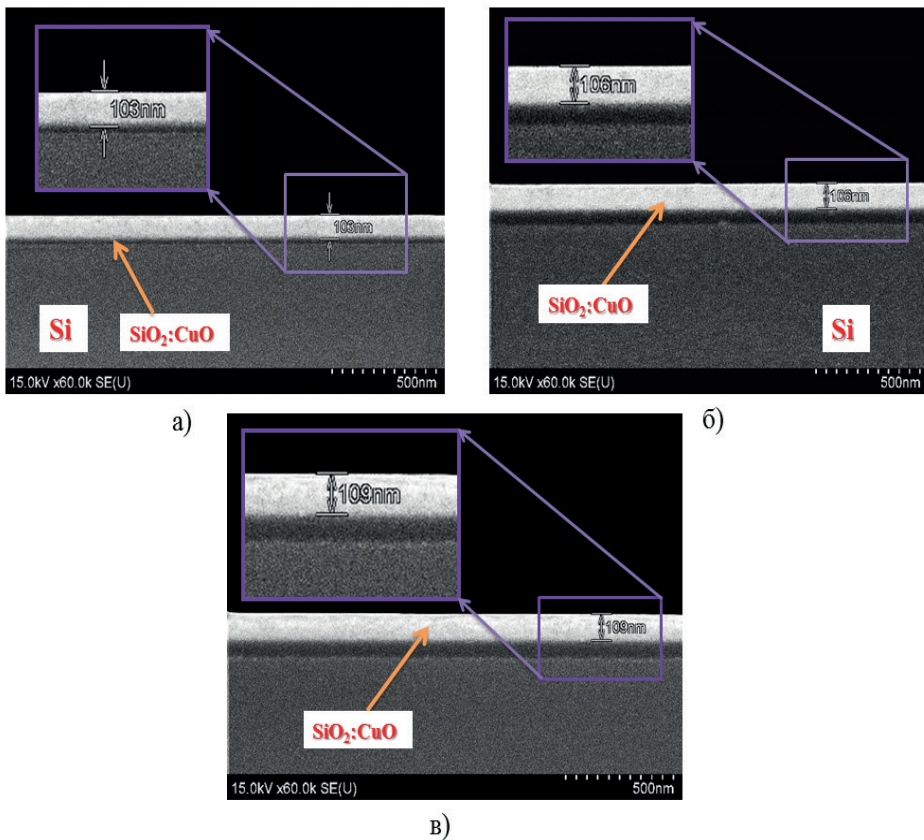 103nm
103nm
Si
SiO₂:CuO
15.0kV x60.0k SE(U)
500nm
а)
106nm
106nm
SiO₂:CuO
Si
15.0kV x60.0k SE(U)
500nm
б)
109nm
109nm
SiO₂:CuO
15.0kV x60.0k SE(U)
500nm
в)